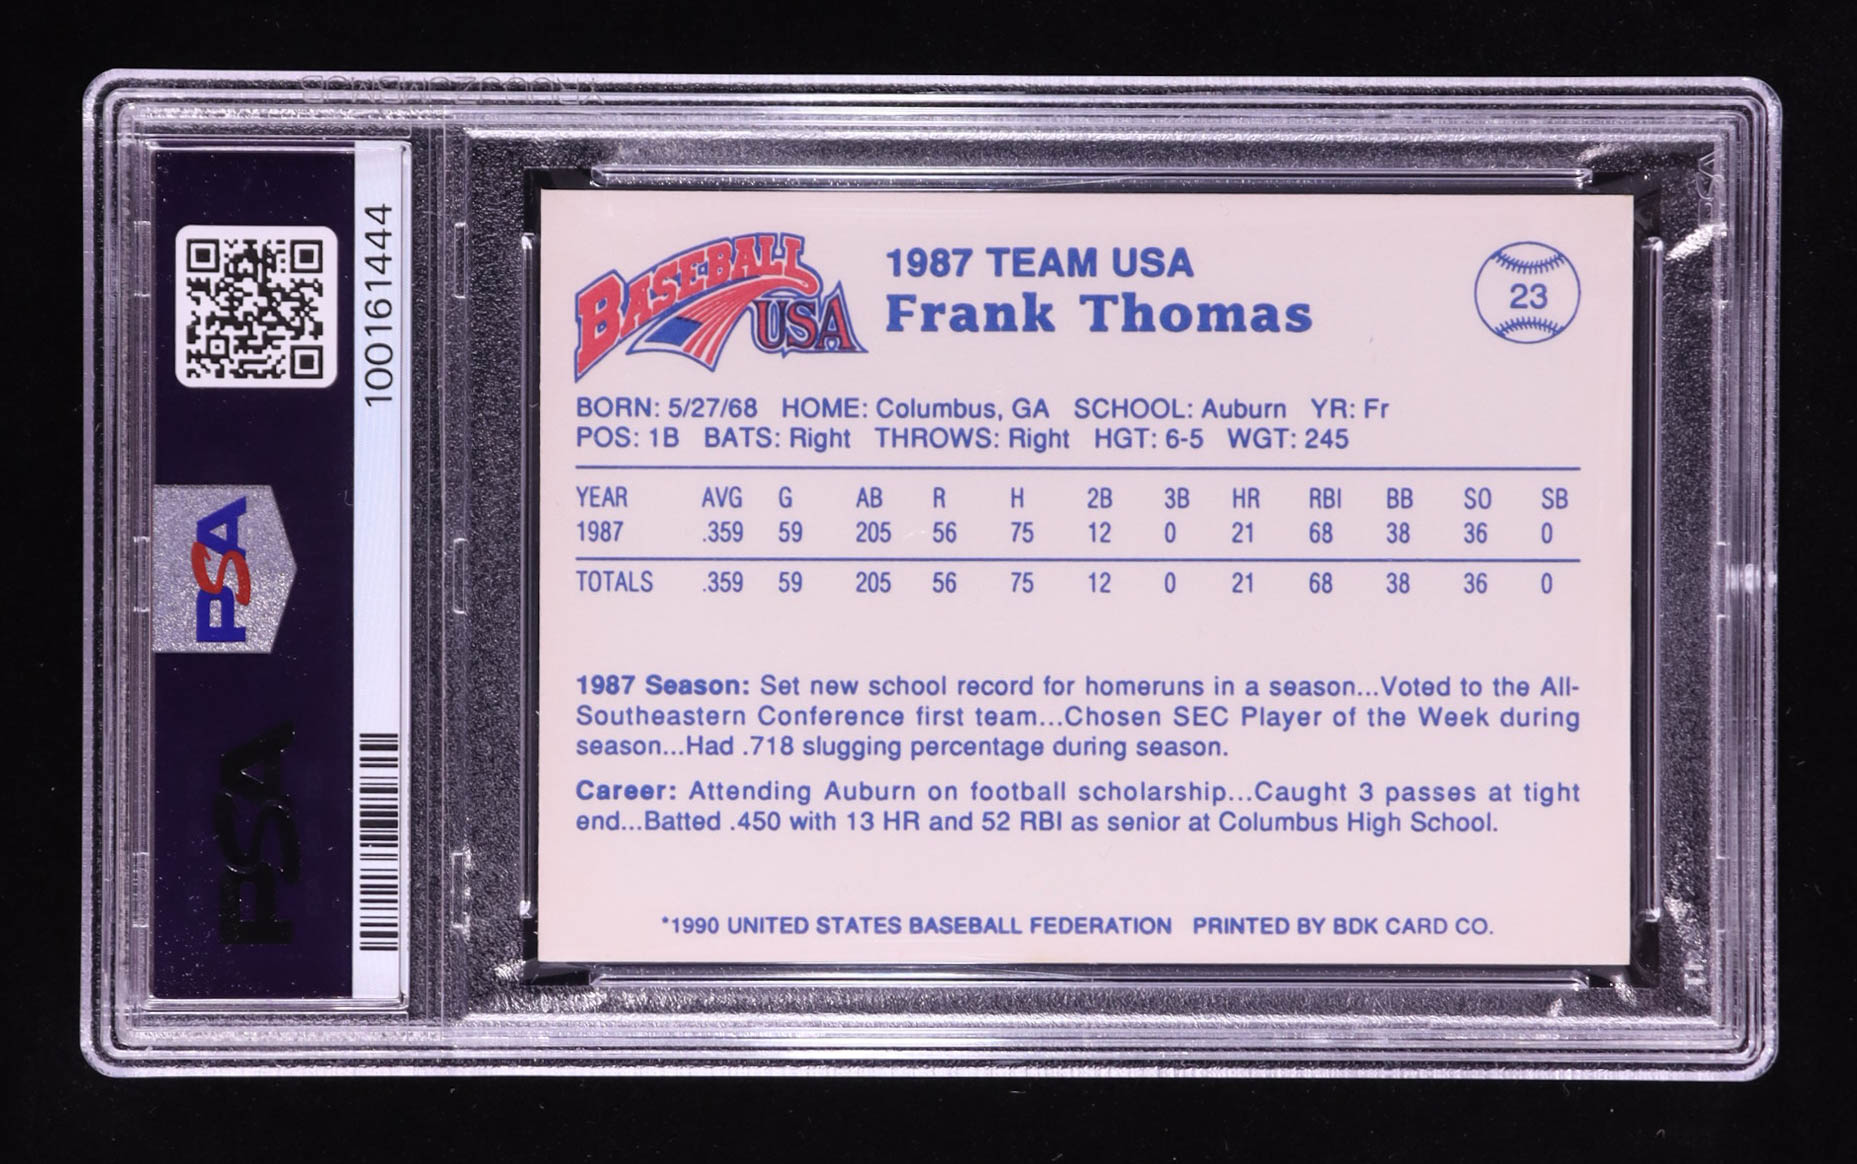 100161444
PSA
PSA
BASEBALL
USA
1987 TEAM USA
Frank Thomas
23
BORN: 5/27/68 HOME: Columbus, GA SCHOOL: Auburn YR: Fr
POS: 1B BATS: Right THROWS: Right HGT: 6-5 WGT: 245
YEAR AVG G AB R H 2B 3B HR RBI BB SO SB
1987 .359 59 205 56 75 12 0 21 68 38 36 0
TOTALS .359 59 205 56 75 12 0 21 68 38 36 0
1987 Season: Set new school record for homeruns in a season...Voted to the All-
Southeastern Conference first team...Chosen SEC Player of the Week during
season...Had .718 slugging percentage during season.
Career: Attending Auburn on football scholarship...Caught 3 passes at tight
end...Batted .450 with 13 HR and 52 RBI as senior at Columbus High School.
*1990 UNITED STATES BASEBALL FEDERATION PRINTED BY BDK CARD CO.